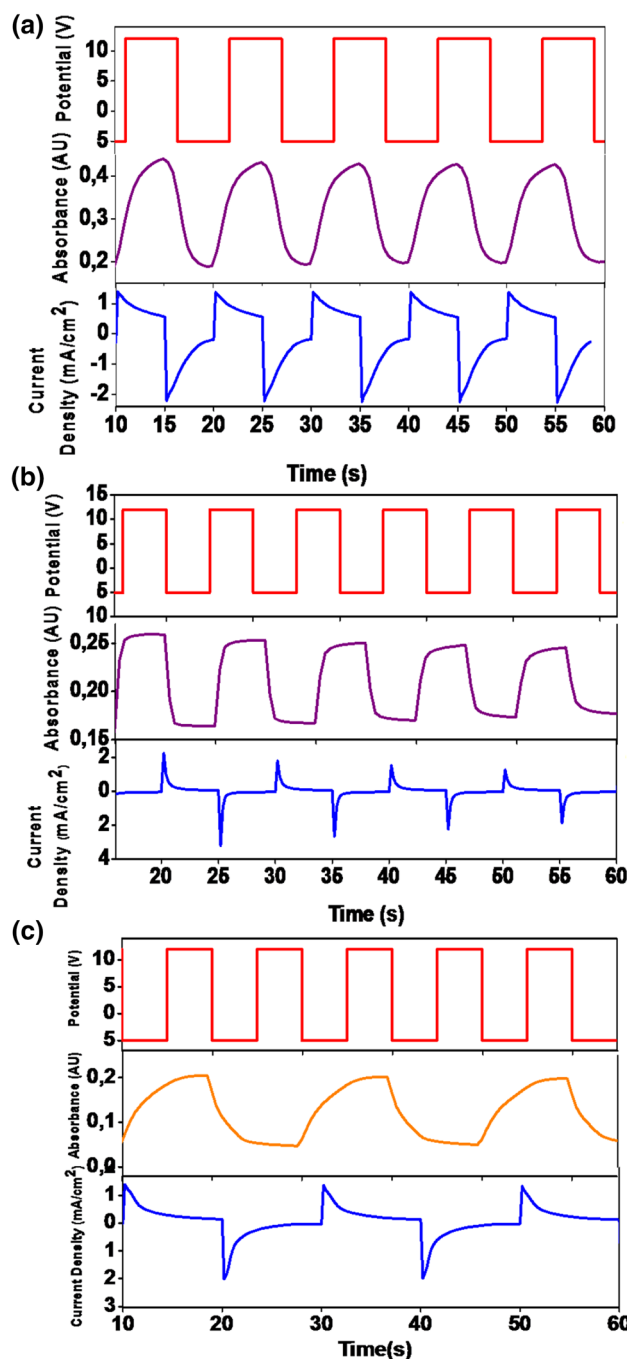 (a)
Potential (V)
10
5
0
5
Absorbance (AU)
0,4
0,3
0,2
Current
Density (mA/cm²)
1
0
-1
-2
10 15 20 25 30 35 40 45 50 55 60
Time (s)
(b)
Potential (V)
15
10
5
0
5
10
Absorbance (AU)
0,25
0,20
0,15
Current
Density (mA/cm²)
2
0
2
4
20 25 30 35 40 45 50 55 60
Time (s)
(c)
Potential (V)
10
5
0
5
Absorbance (AU)
0,2
0,1
0,0
Current Density (mA/cm²)
1
0
1
2
3
10 20 30 40 50 60
Time(s)